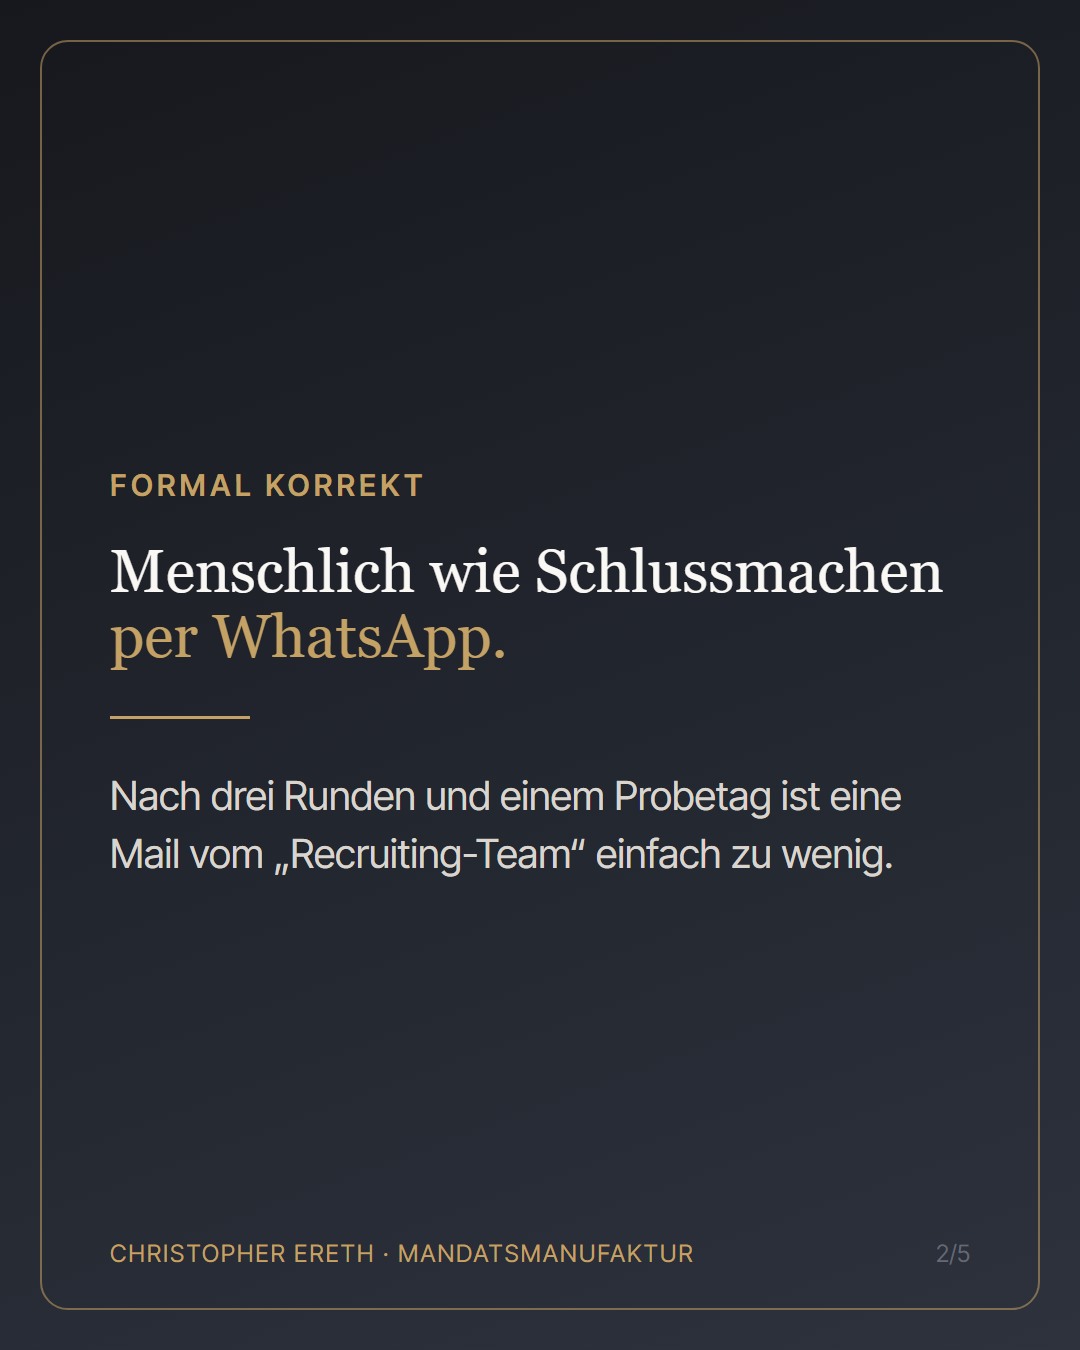 FORMAL KORREKT
Menschlich wie Schlussmachen
per WhatsApp.
Nach drei Runden und einem Probetag ist eine
Mail vom „Recruiting-Team“ einfach zu wenig.
CHRISTOPHER ERETH · MANDATSMANUFAKTUR
2/5